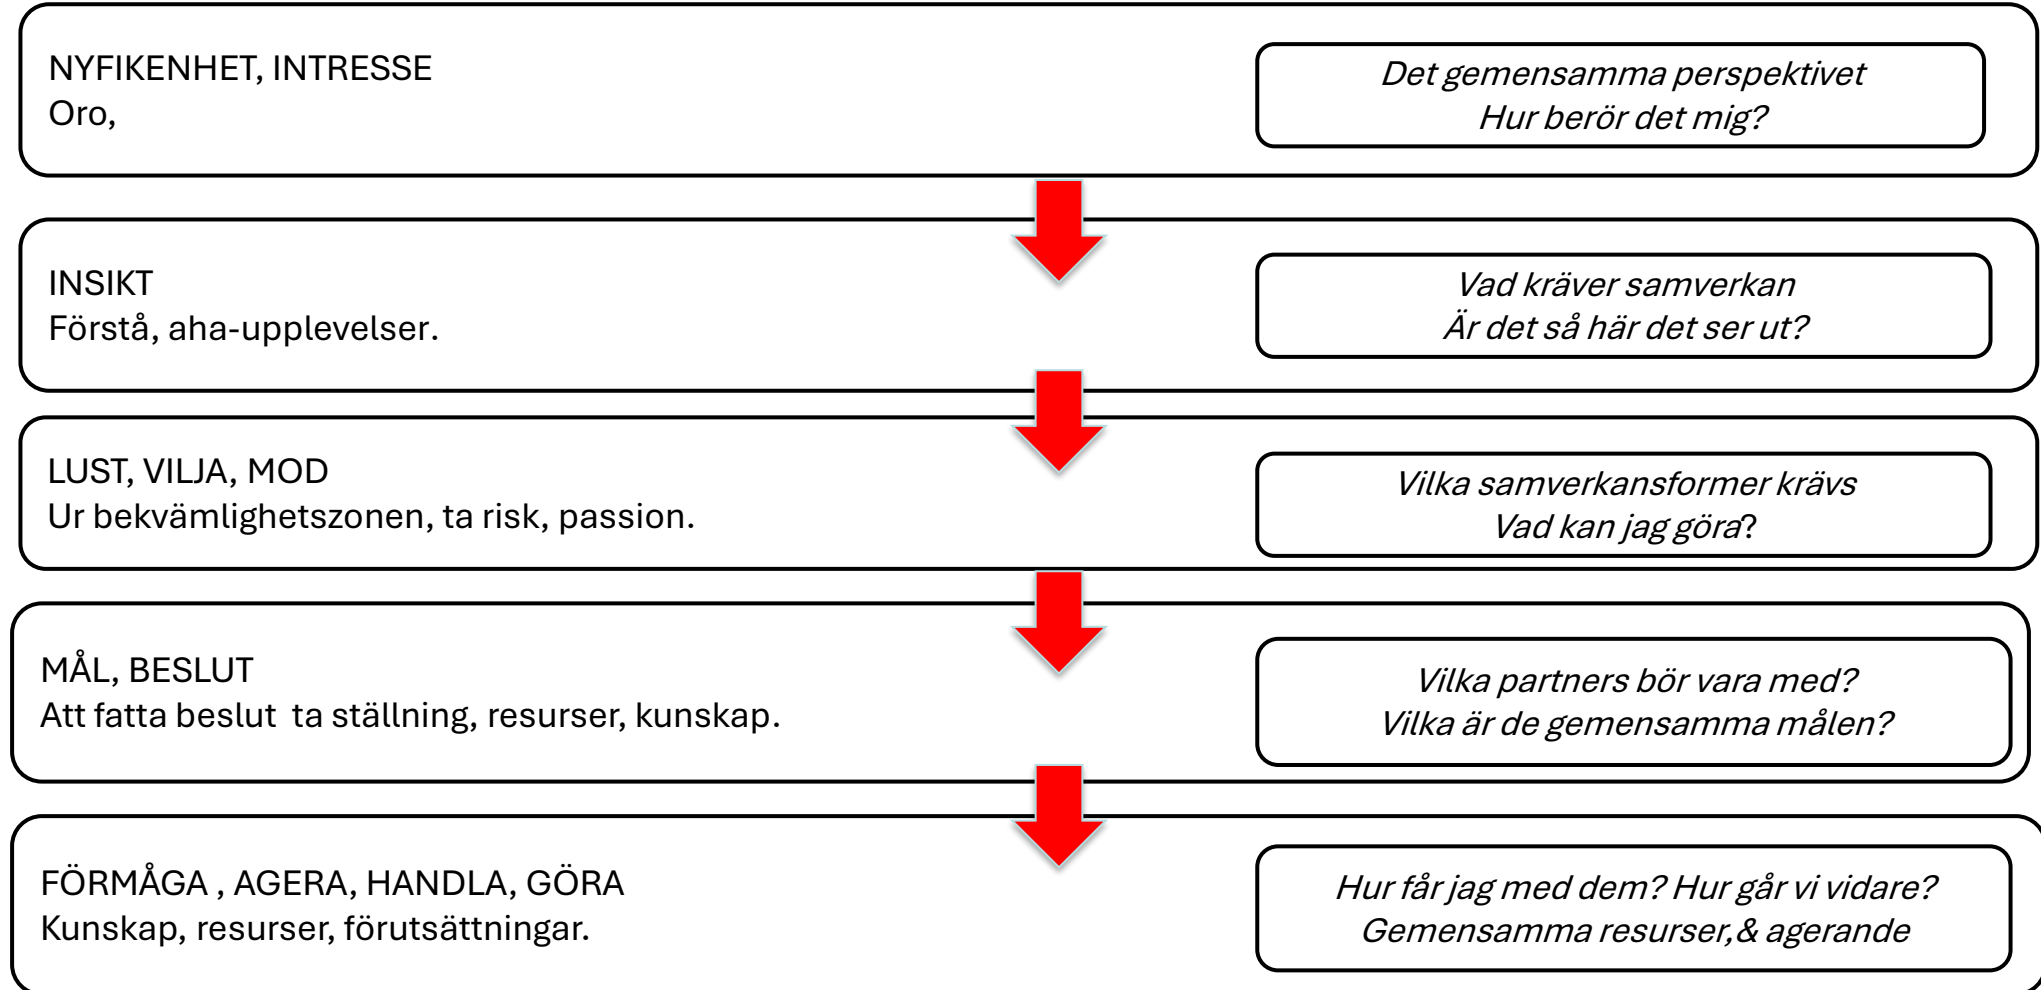 NYFIKENHET, INTRESSE
Oro,
Det gemensamma perspektivet
Hur berör det mig?
INSIKT
Förstå, aha-upplevelser.
Vad kräver samverkan
Är det så här det ser ut?
LUST, VILJA, MOD
Ur bekvämlighetszonen, ta risk, passion.
Vilka samverkansformer krävs
Vad kan jag göra?
MÅL, BESLUT
Att fatta beslut  ta ställning, resurser, kunskap.
Vilka partners bör vara med?
Vilka är de gemensamma målen?
FÖRMÅGA , AGERA, HANDLA, GÖRA
Kunskap, resurser, förutsättningar.
Hur får jag med dem? Hur går vi vidare?
Gemensamma resurser,& agerande